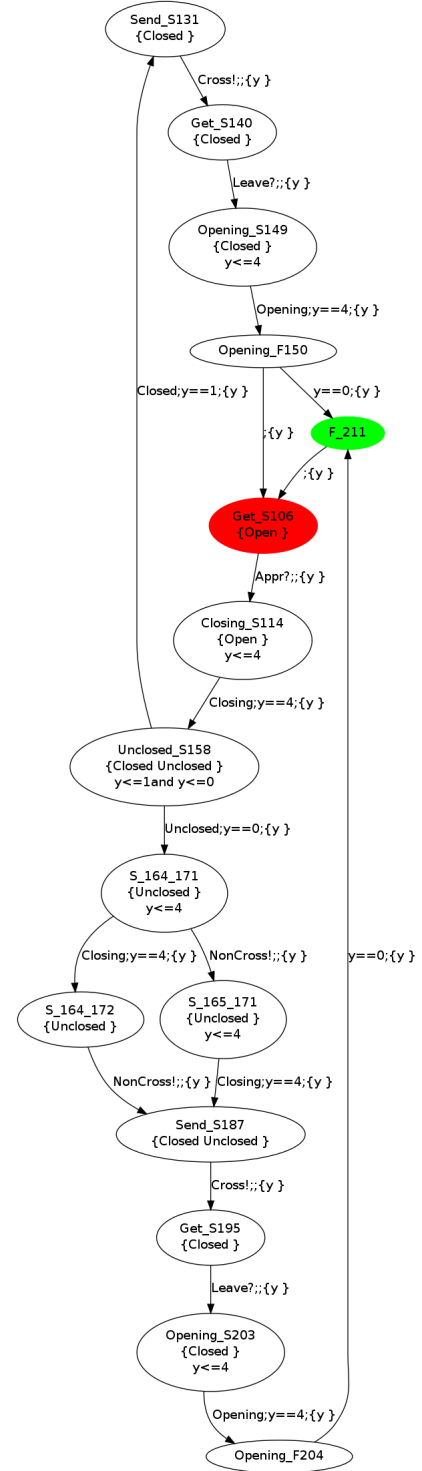 Send_S131
{Closed }
Cross!;;{y }
Get_S140
{Closed }
Leave?;;{y }
Opening_S149
{Closed }
y<=4
Opening;y==4;{y }
Opening_F150
Closed;y==1;{y }
y==0;{y }
;{y }
F_211
;{y }
Get_S106
{Open }
Appr?;;{y }
Closing_S114
{Open }
y<=4
Closing;y==4;{y }
Unclosed_S158
{Closed Unclosed }
y<=1and y<=0
Unclosed;y==0;{y }
S_164_171
{Unclosed }
y<=4
Closing;y==4;{y }
NonCross!;;{y }
y==0;{y }
S_164_172
{Unclosed }
S_165_171
{Unclosed }
y<=4
NonCross!;;{y }
Closing;y==4;{y }
Send_S187
{Closed Unclosed }
Cross!;;{y }
Get_S195
{Closed }
Leave?;;{y }
Opening_S203
{Closed }
y<=4
Opening;y==4;{y }
Opening_F204